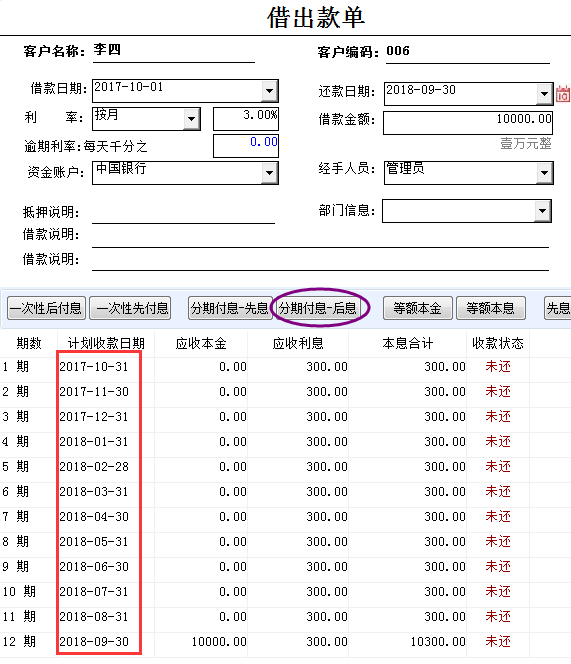 借出款单
客户名称：李四 客户编码：006
借款日期：2017-10-01 还款日期：2018-09-30
利 率：按月 3.00% 借款金额：10000.00
逾期利率：每天千分之 0.00 壹万元整
资金账户：中国银行 经手人员：管理员
抵押说明： 部门信息：
借款说明：
借款说明：
一次性后付息 一次性先付息 分期付息-先息 分期付息-后息 等额本金 等额本息 先息
期数 计划收款日期 应收本金 应收利息 本息合计 收款状态
1 期 2017-10-31 0.00 300.00 300.00 未还
2 期 2017-11-30 0.00 300.00 300.00 未还
3 期 2017-12-31 0.00 300.00 300.00 未还
4 期 2018-01-31 0.00 300.00 300.00 未还
5 期 2018-02-28 0.00 300.00 300.00 未还
6 期 2018-03-31 0.00 300.00 300.00 未还
7 期 2018-04-30 0.00 300.00 300.00 未还
8 期 2018-05-31 0.00 300.00 300.00 未还
9 期 2018-06-30 0.00 300.00 300.00 未还
10 期 2018-07-31 0.00 300.00 300.00 未还
11 期 2018-08-31 0.00 300.00 300.00 未还
12 期 2018-09-30 10000.00 300.00 10300.00 未还